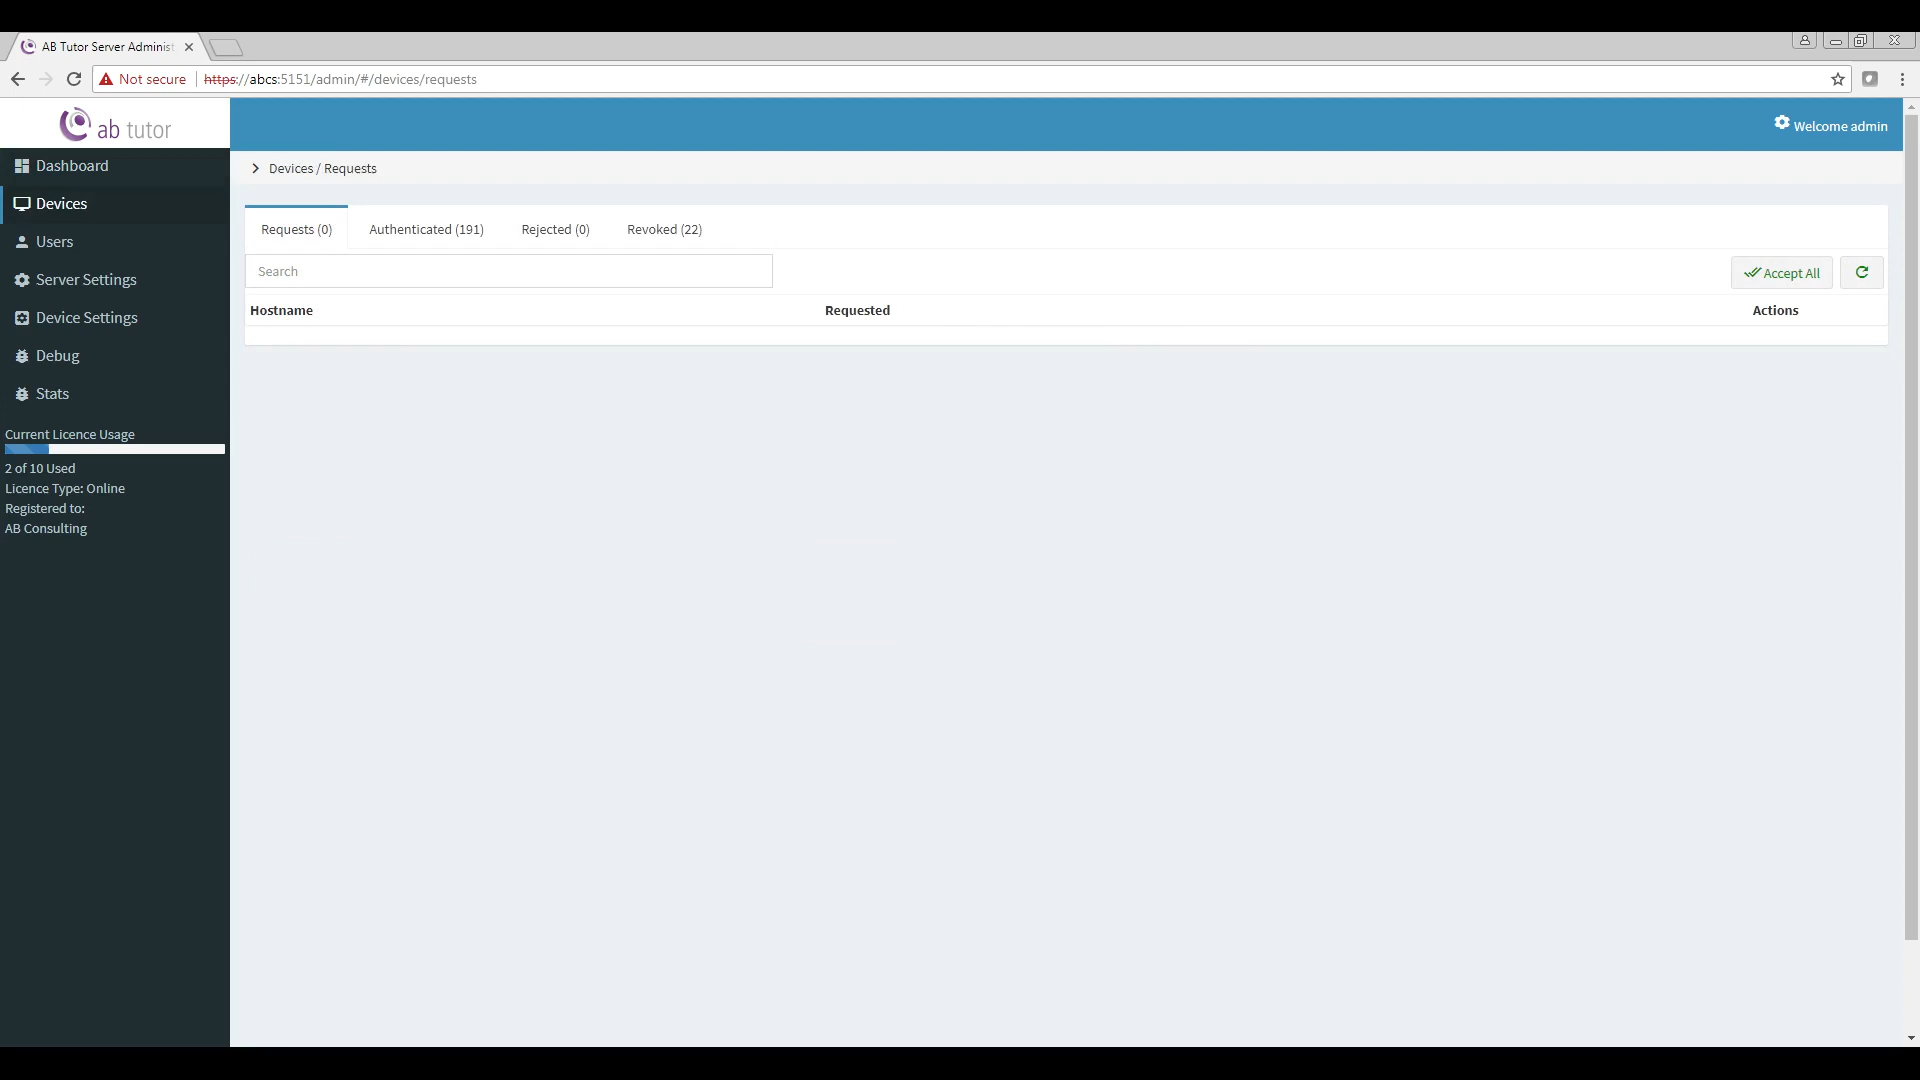 AB Tutor Server Adminis
Not secure
https://abcs:5151/admin/#/devices/requests
ab tutor
Welcome admin
Dashboard
Devices
Users
Server Settings
Device Settings
Debug
Stats
Current Licence Usage
2 of 10 Used
Licence Type: Online
Registered to:
AB Consulting
Devices / Requests
Requests (0) Authenticated (191) Rejected (0) Revoked (22)
Search
Accept All
Hostname Requested Actions